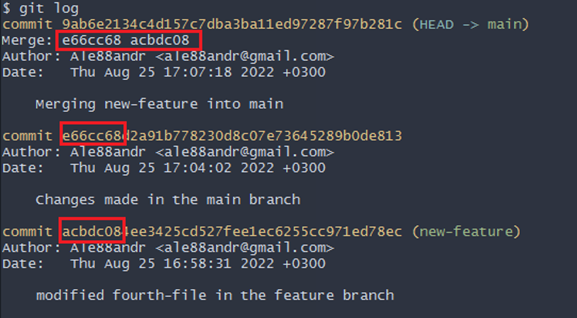 $ git log
commit 9ab6e2134c4d157c7dba3ba11ed97287f97b281c (HEAD -> main)
Merge: e66cc68 acbdc08
Author: Ale88andr <ale88andr@gmail.com>
Date:   Thu Aug 25 17:07:18 2022 +0300
Merging new-feature into main
commit e66cc68d2a91b778230d8c07e73645289b0de813
Author: Ale88andr <ale88andr@gmail.com>
Date:   Thu Aug 25 17:04:02 2022 +0300
Changes made in the main branch
commit acbdc084ee3425cd527fee1ec6255cc971ed78ec (new-feature)
Author: Ale88andr <ale88andr@gmail.com>
Date:   Thu Aug 25 16:58:31 2022 +0300
modified fourth-file in the feature branch